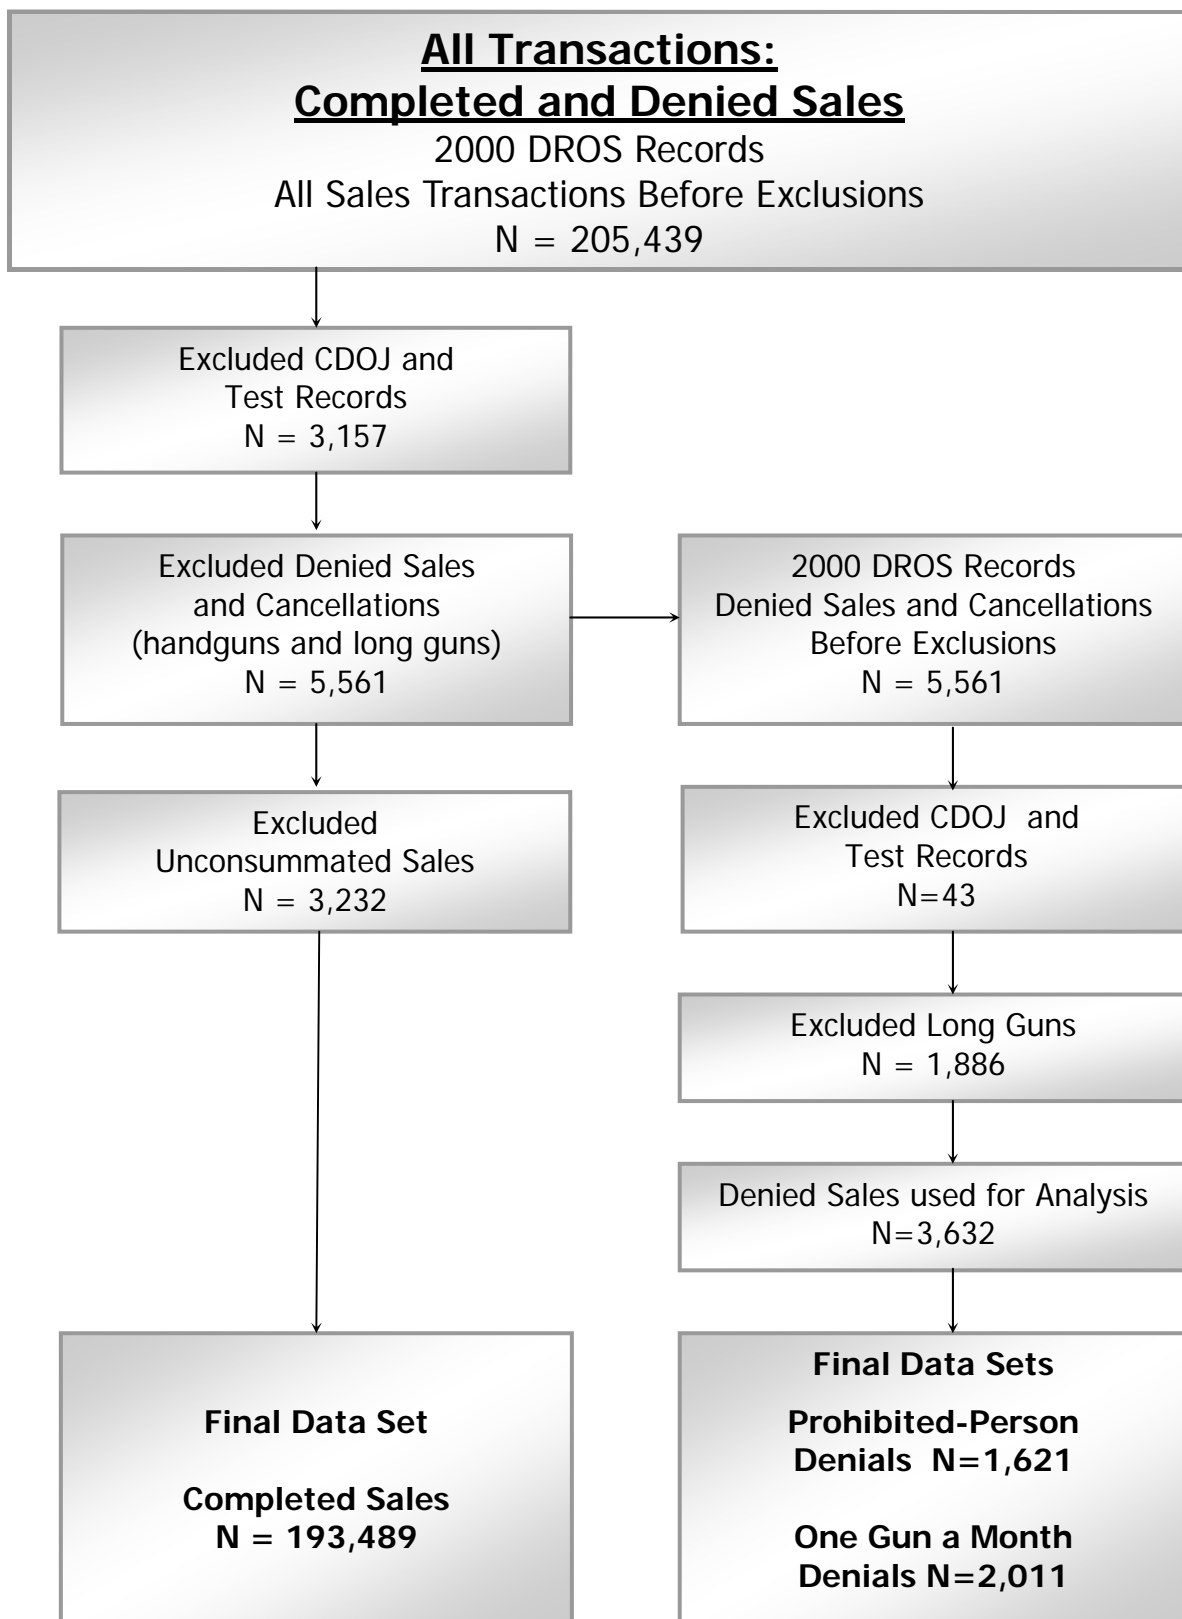 All Transactions:
Completed and Denied Sales
2000 DROS Records
All Sales Transactions Before Exclusions
N = 205,439
Excluded CDOJ and
Test Records
N = 3,157
Excluded Denied Sales
and Cancellations
(handguns and long guns)
N = 5,561
2000 DROS Records
Denied Sales and Cancellations
Before Exclusions
N = 5,561
Excluded
Unconsummated Sales
N = 3,232
Excluded CDOJ and
Test Records
N=43
Excluded Long Guns
N = 1,886
Denied Sales used for Analysis
N=3,632
Final Data Set
Completed Sales
N = 193,489
Final Data Sets
Prohibited-Person
Denials N=1,621
One Gun a Month
Denials N=2,011